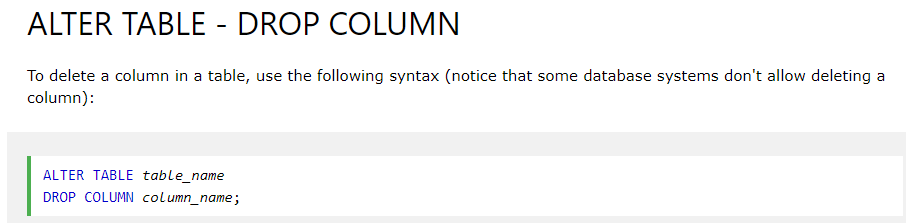 ALTER TABLE - DROP COLUMN
To delete a column in a table, use the following syntax (notice that some database systems don't allow deleting a
column):
ALTER TABLE table_name
DROP COLUMN column_name;